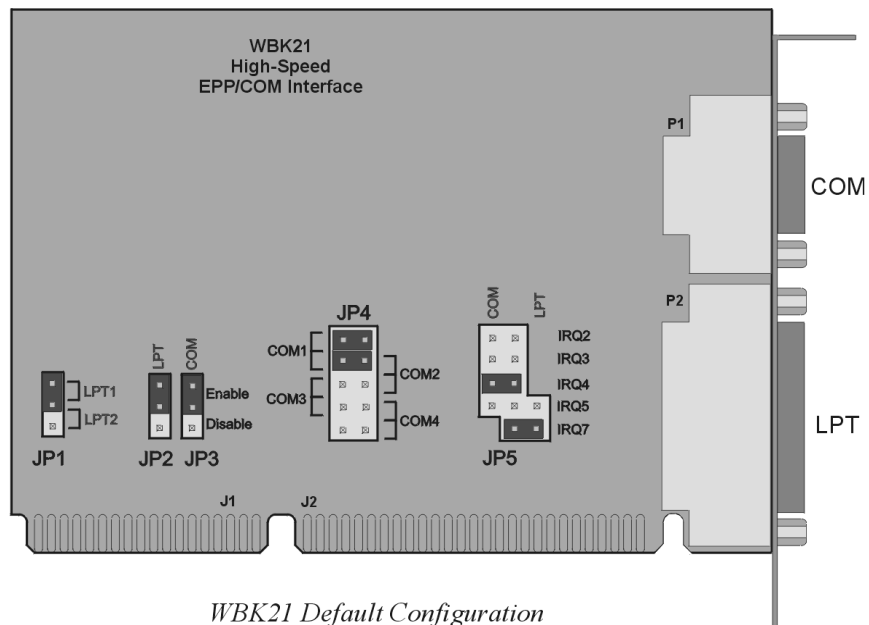 WBK21
High-Speed
EPP/COM Interface
P1
COM
P2
LPT
LPT1
LPT2
JP1
LPT
COM
Enable
Disable
JP2
JP3
JP4
COM1
COM2
COM3
COM4
COM
LPT
IRQ2
IRQ3
IRQ4
IRQ5
IRQ7
JP5
J1
J2
WBK21 Default Configuration